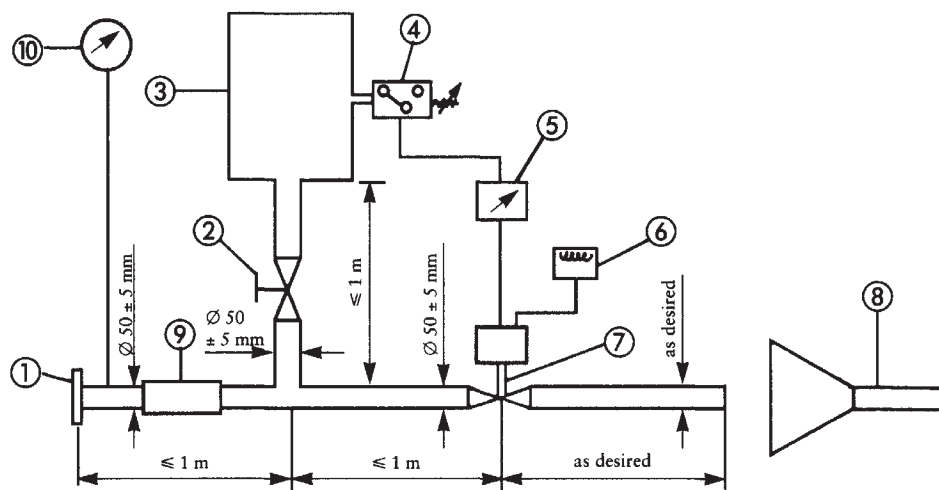 10
3
4
5
2
6
≤ 1 m
Ø 50 ± 5 mm
Ø 50
± 5 mm
Ø 50 ± 5 mm
as desired
9
7
8
1
≤ 1 m
≤ 1 m
as desired